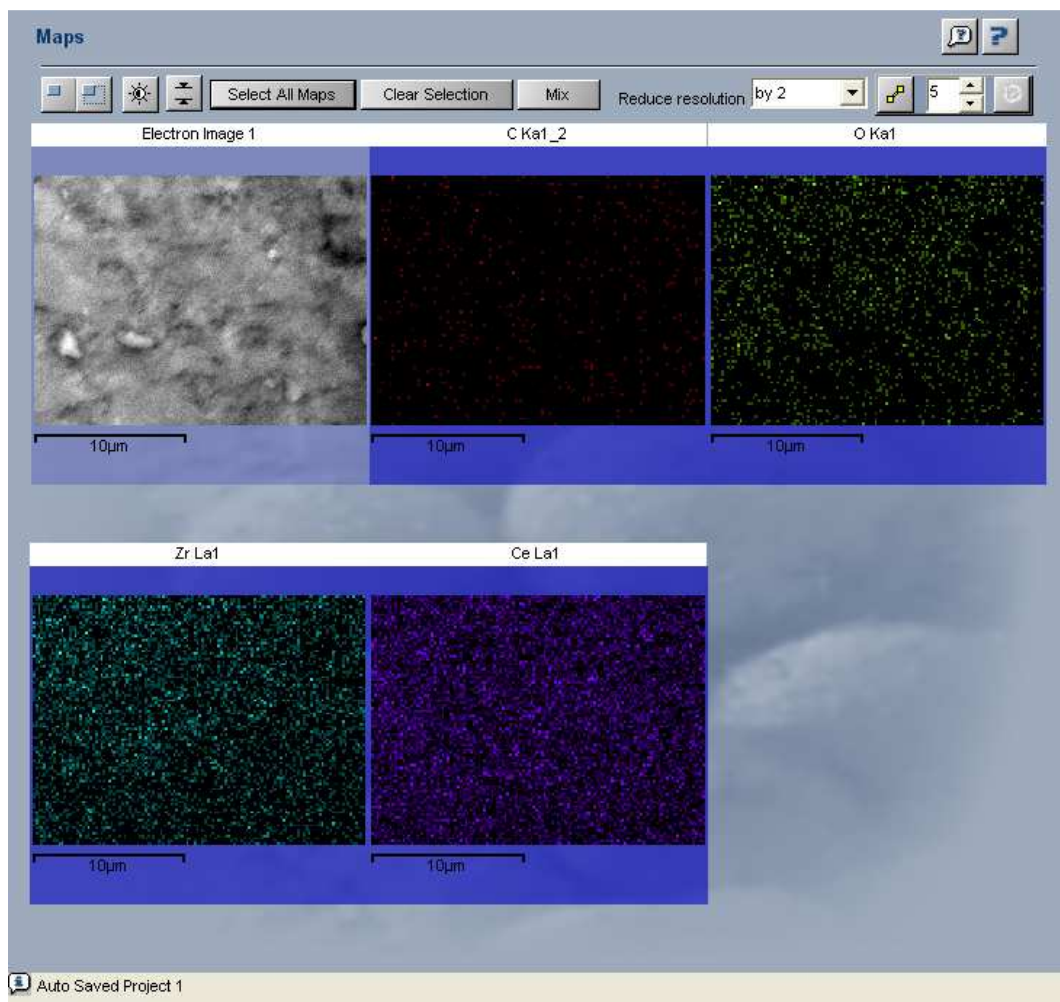 Maps
Select All Maps Clear Selection Mix Reduce resolution by 2 5
Electron Image 1 C Ka1_2 O Ka1
10µm 10µm 10µm
Zr La1 Ce La1
10µm 10µm
Auto Saved Project 1